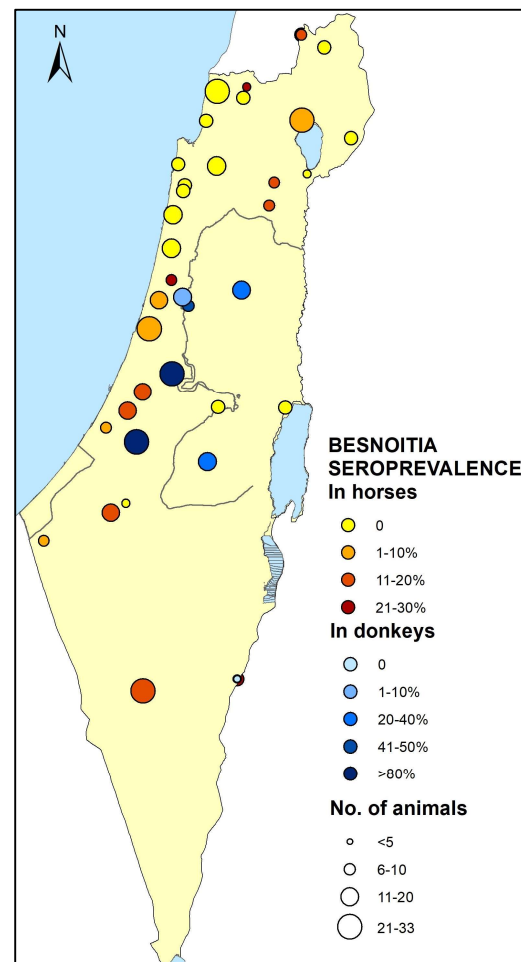 N
BESNOITIA
SEROPREVALENCE
In horses
0
1-10%
11-20%
21-30%
In donkeys
0
1-10%
20-40%
41-50%
>80%
No. of animals
<5
6-10
11-20
21-33